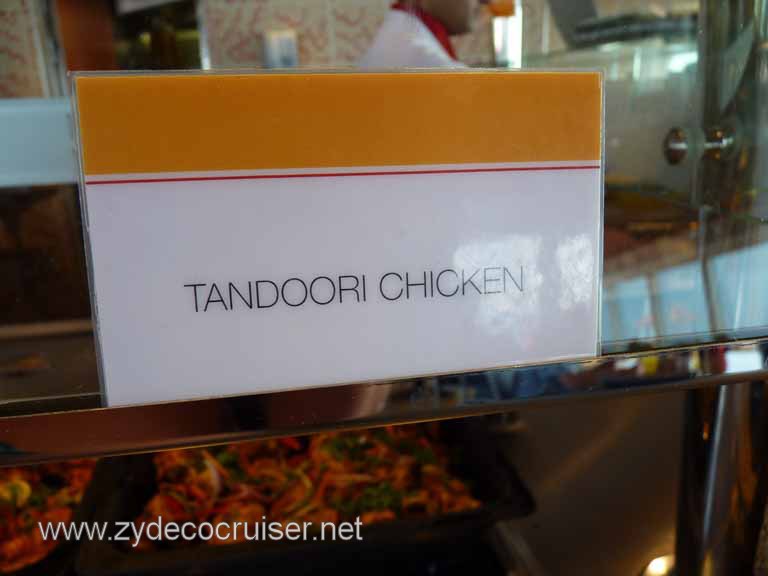 TANDOORI CHICKEN
www.zydecocruiser.net